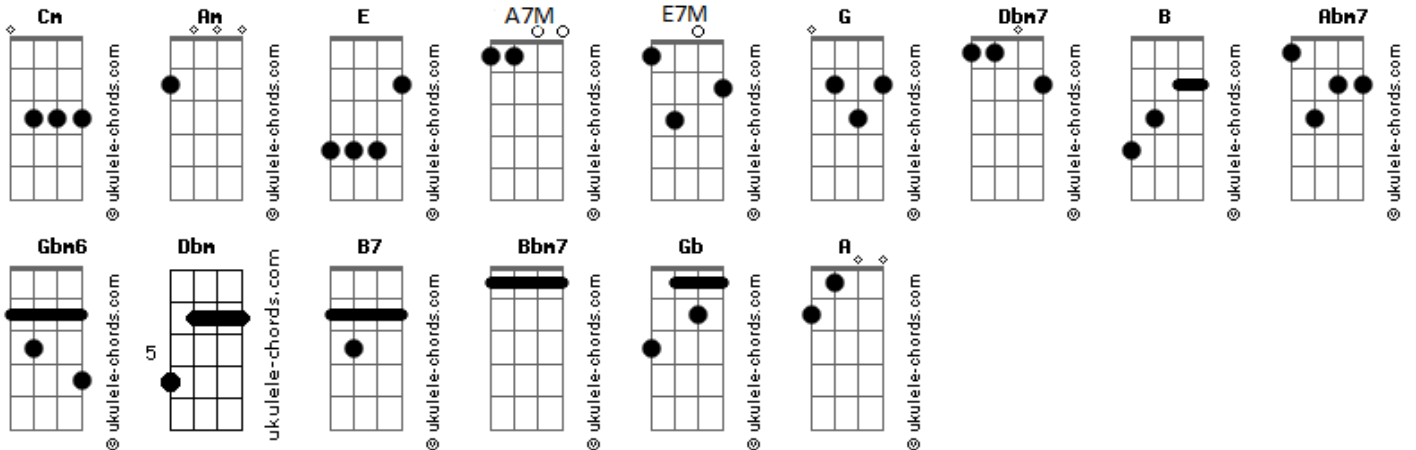 Cm Am E A7M E7M G Dbm7 B Abm7
© ukulele-chords.com © ukulele-chords.com © ukulele-chords.com © ukulele-chords.com © ukulele-chords.com © ukulele-chords.com © ukulele-chords.com © ukulele-chords.com © ukulele-chords.com
Gbm6 Dbm B7 Bbm7 Gb A
5
© ukulele-chords.com ukulele-chords.com © ukulele-chords.com © ukulele-chords.com © ukulele-chords.com © ukulele-chords.com